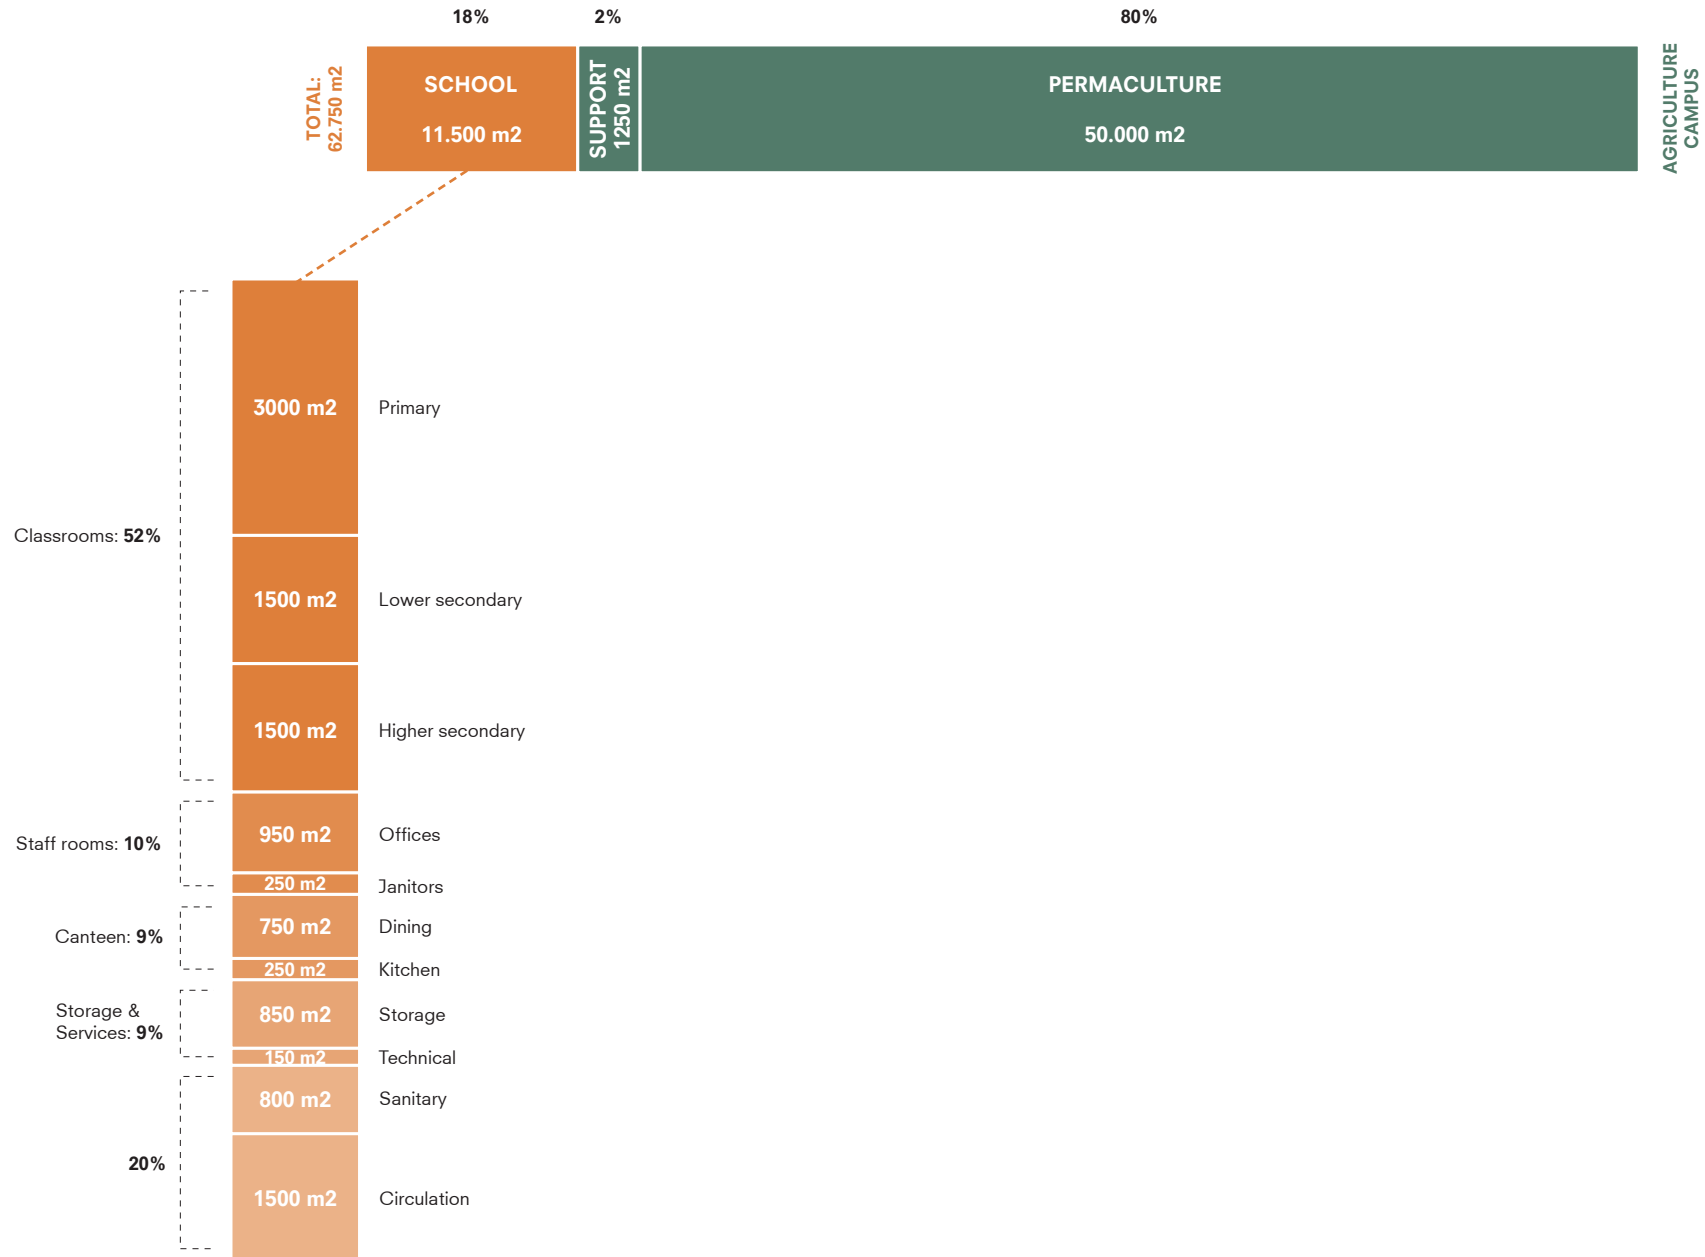 18%
2%
80%
TOTAL:
62.750 m2
SCHOOL
11.500 m2
SUPPORT
1250 m2
PERMACULTURE
50.000 m2
AGRICULTURE
CAMPUS
3000 m2 Primary
Classrooms: 52%
1500 m2 Lower secondary
1500 m2 Higher secondary
950 m2 Offices
Staff rooms: 10%
250 m2 Janitors
750 m2 Dining
Canteen: 9%
250 m2 Kitchen
Storage &
Services: 9%
850 m2 Storage
150 m2 Technical
800 m2 Sanitary
20%
1500 m2 Circulation